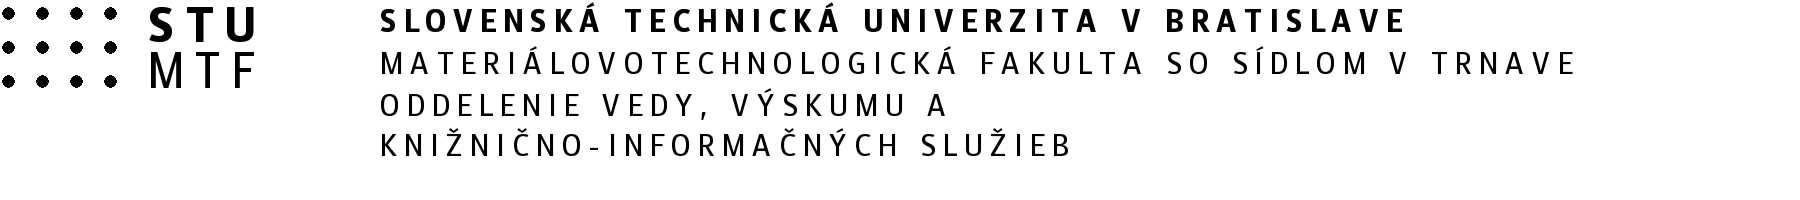 STU
MTF
SLOVENSKÁ TECHNICKÁ UNIVERZITA V BRATISLAVE
MATERIÁLOVOTECHNOLOGICKÁ FAKULTA SO SÍDLOM V TRNAVE
ODDELENIE VEDY, VÝSKUMU A
KNIŽNIČNO-INFORMAČNÝCH SLUŽIEB